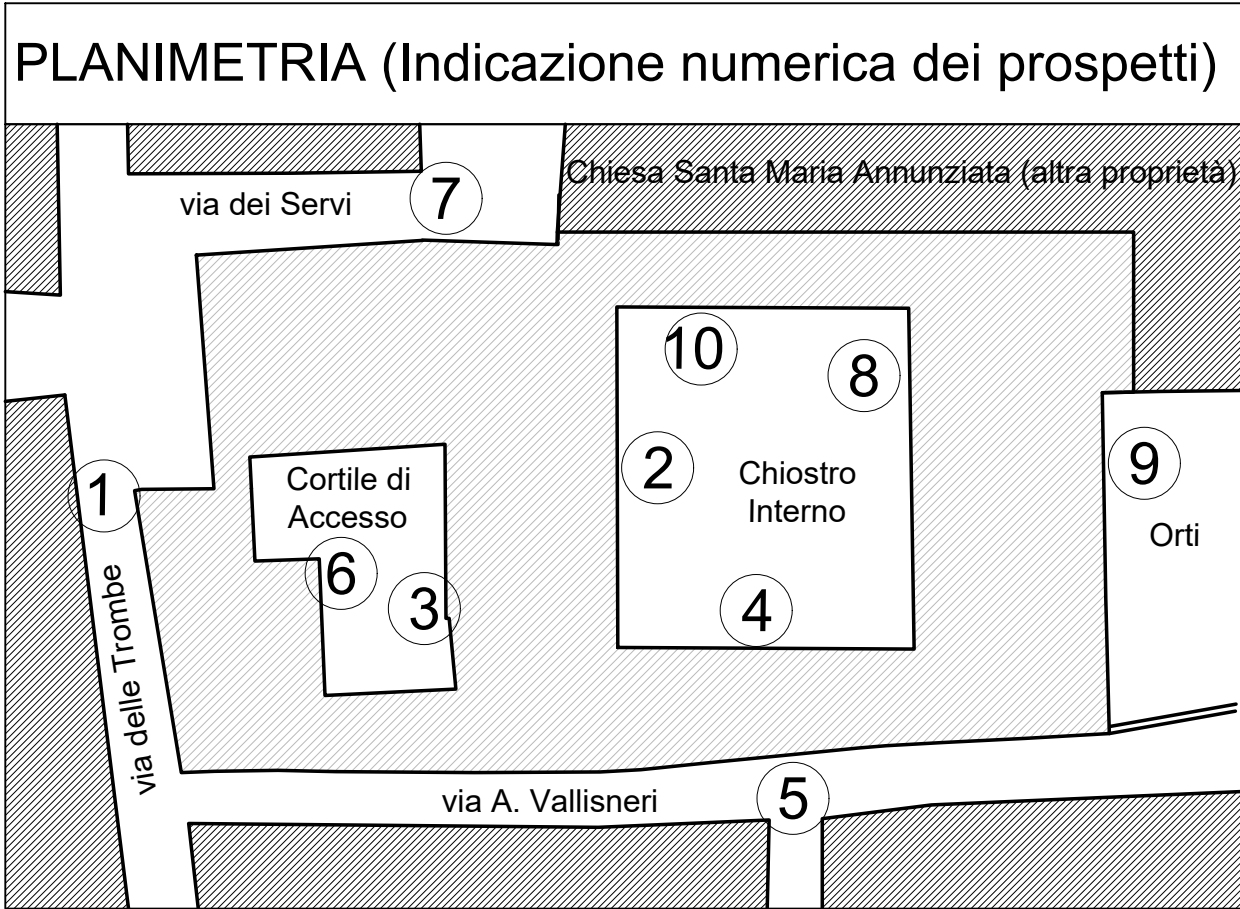 PLANIMETRIA (Indicazione numerica dei prospetti)
Chiesa Santa Maria Annunziata (altra proprietà)
via dei Servi
7
10
8
1
Cortile di
Accesso
2
Chiostro
Interno
9
Orti
6
3
4
via delle Trombe
via A. Vallisneri
5